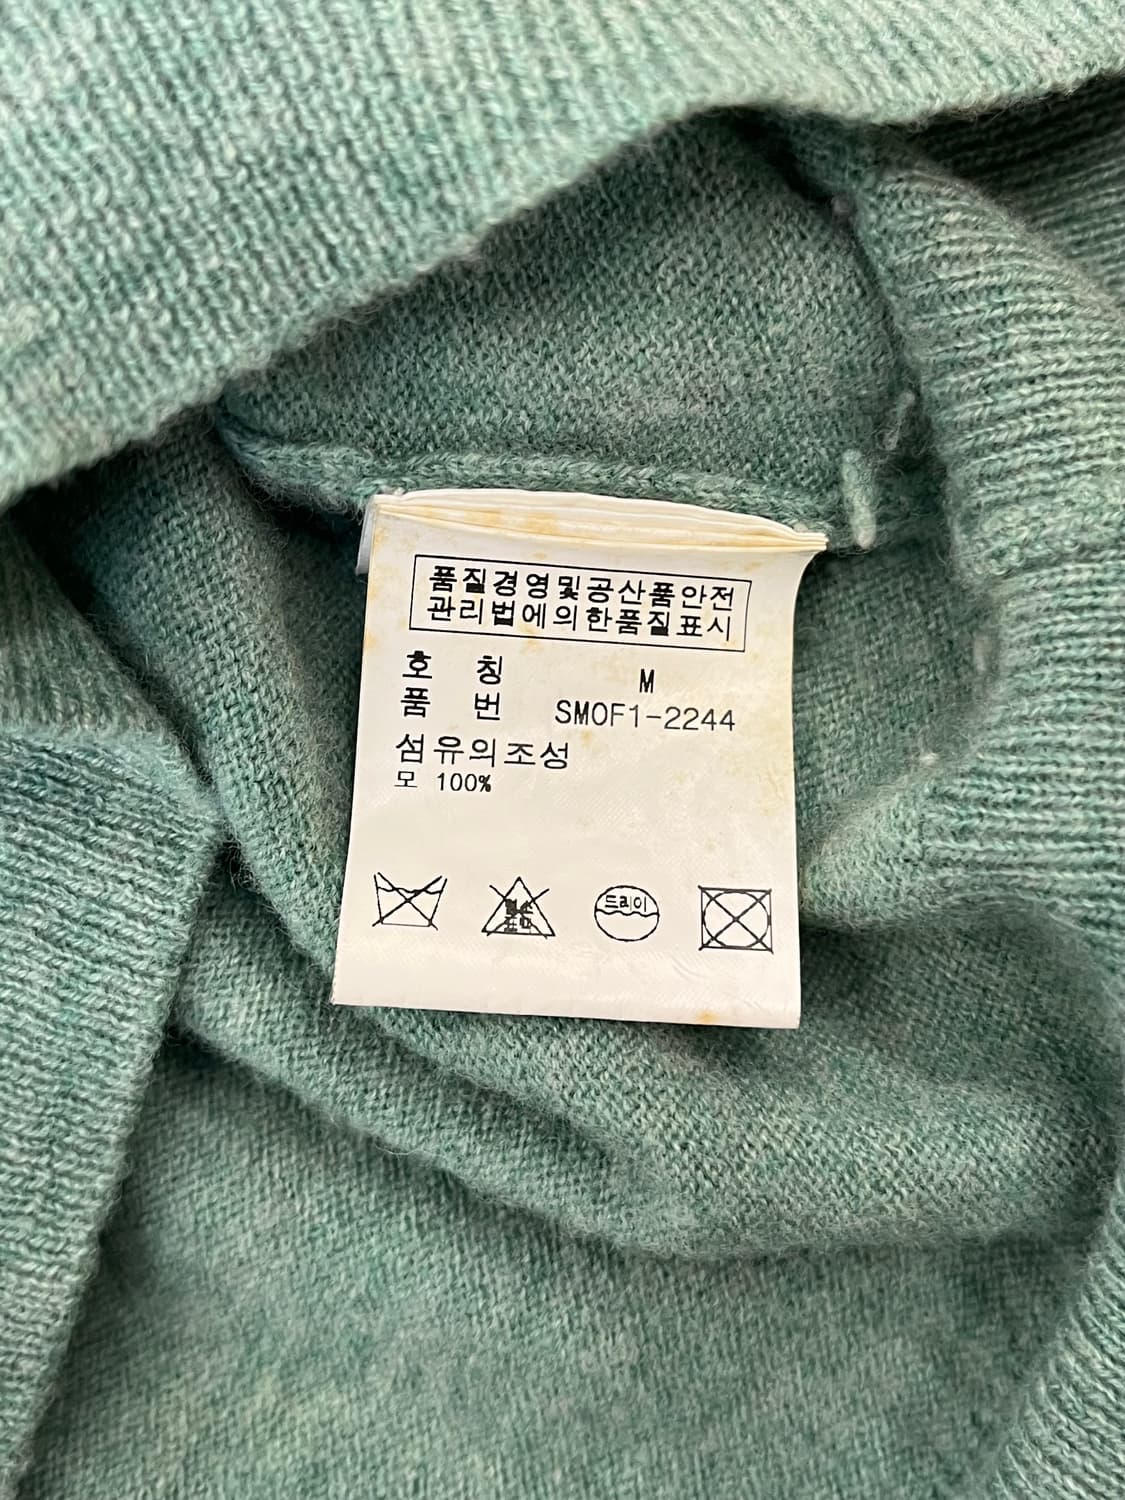 품질경영및공산품안전
관리법에의한품질표시
호 칭 M
품 번 SMOF1-2244
섬유의조성
모 100%
드라이